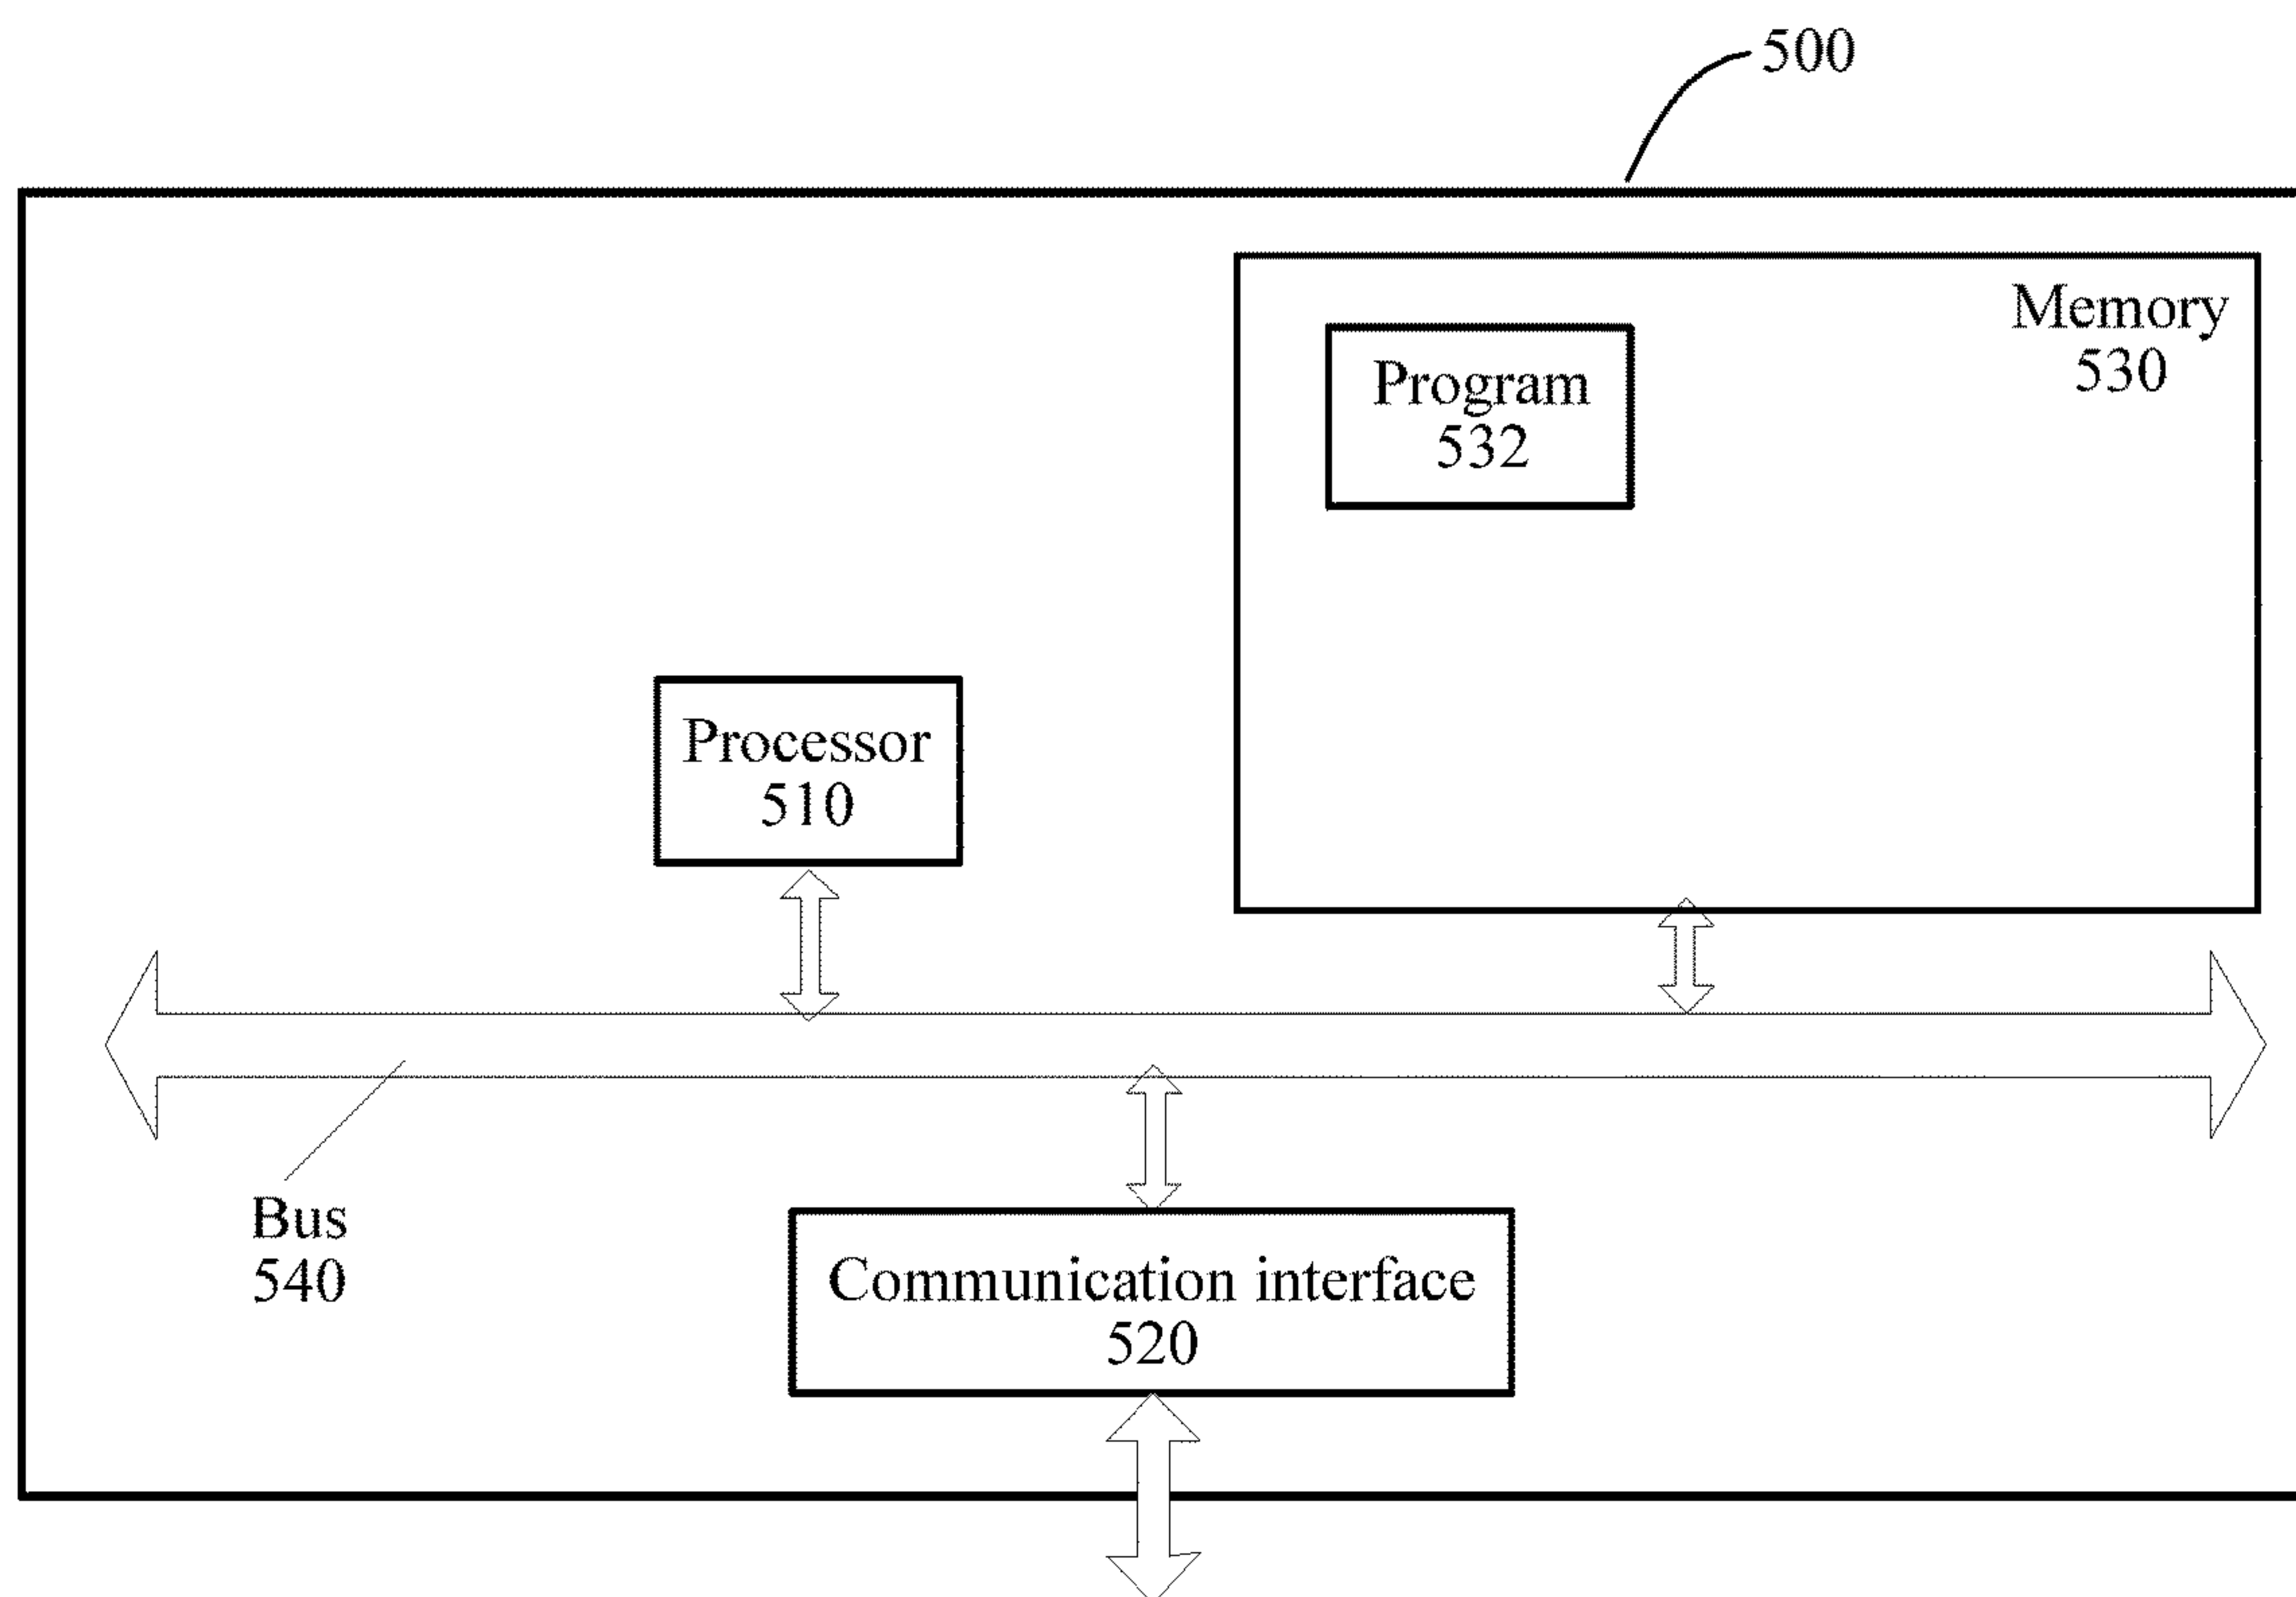 500
Memory
530
Program
532
Processor
510
Bus
540
Communication interface
520